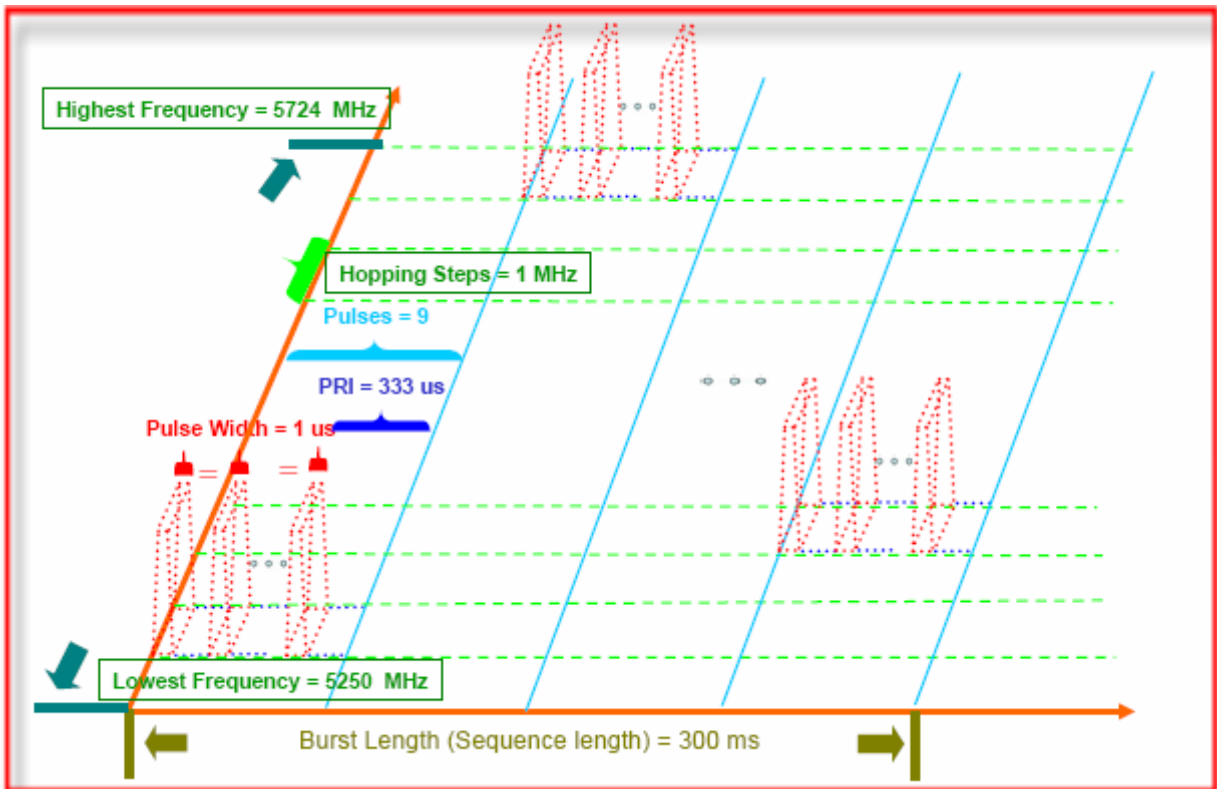 Highest Frequency = 5724 MHz
Hopping Steps = 1 MHz
Pulses = 9
PRI = 333 us
Pulse Width = 1 us
= =
Lowest Frequency = 5250 MHz
Burst Length (Sequence length) = 300 ms